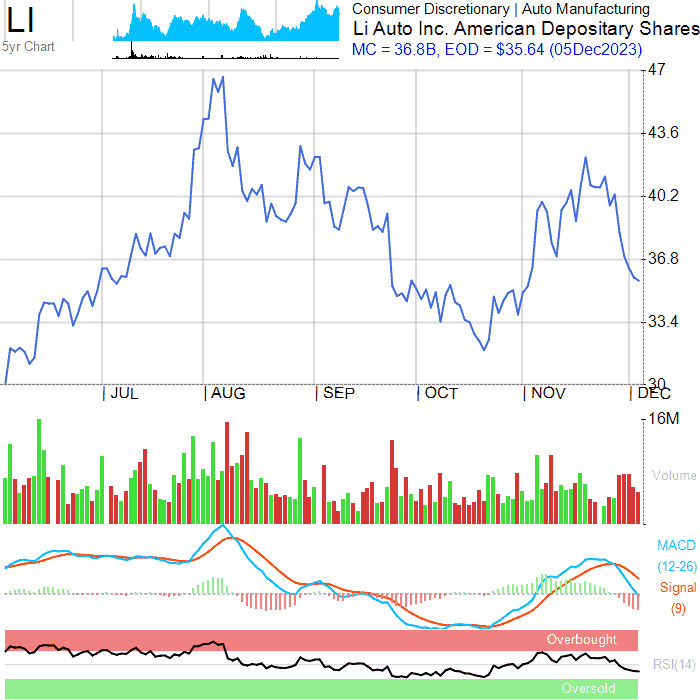 LI
5yr Chart
Consumer Discretionary | Auto Manufacturing
Li Auto Inc. American Depositary Shares
MC = 36.8B, EOD = $35.64 (05Dec2023)
47
43.6
40.2
36.8
33.4
30
JUL AUG SEP OCT NOV DEC
16M
Volume
MACD
(12-26)
Signal
(9)
Overbought
RSI(14)
Oversold